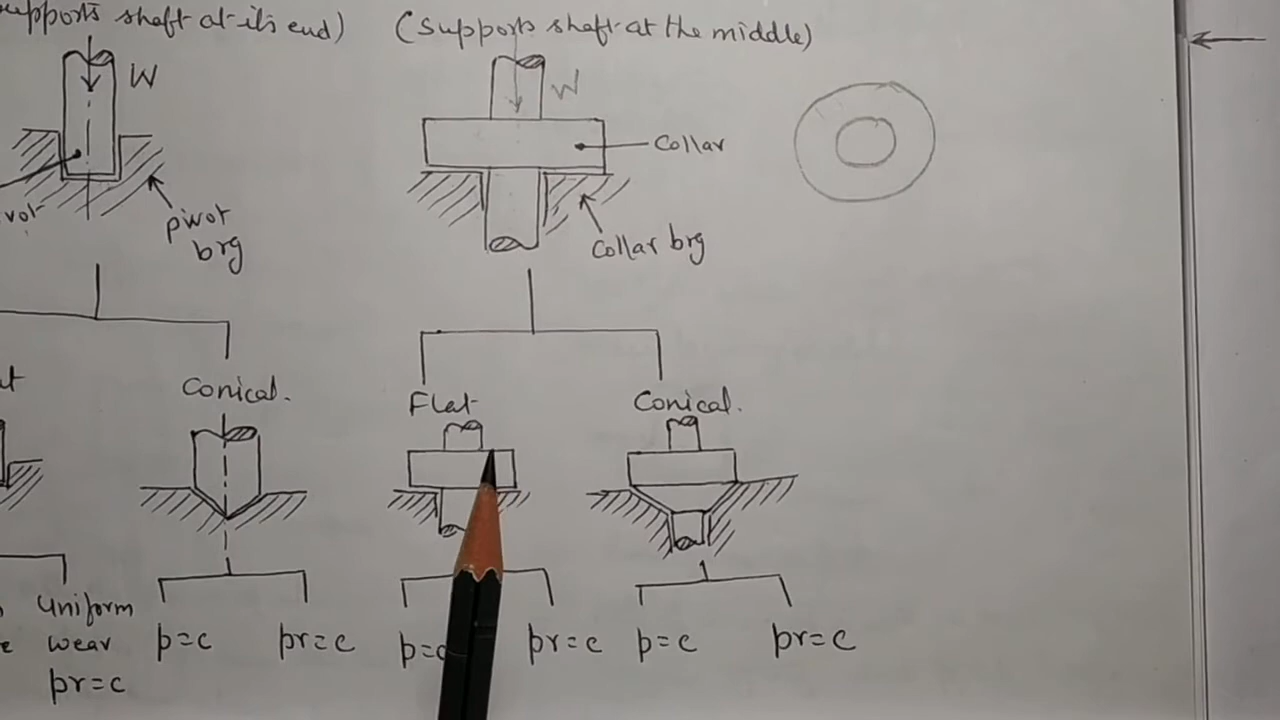 supports shaft at its end)
(Supports shaft at the middle)
W
W
Collar
pivot
brg
Collar brg
Conical.
Flat
Conical.
uniform
wear
pr=c
p=c
pr=c
pr=c
p=c
pr=c